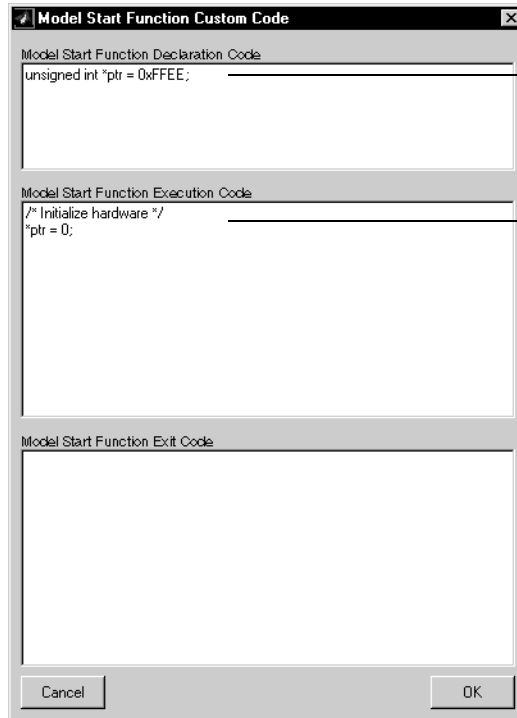 Model Start Function Custom Code
Model Start Function Declaration Code
unsigned int *ptr = 0xFFEE;
Model Start Function Execution Code
/* Initialize hardware */
*ptr = 0;
Model Start Function Exit Code
Cancel
OK